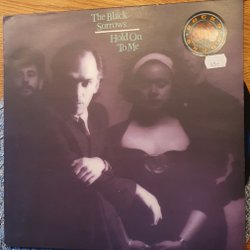 The Black
Sorrows
Hold On
To Me